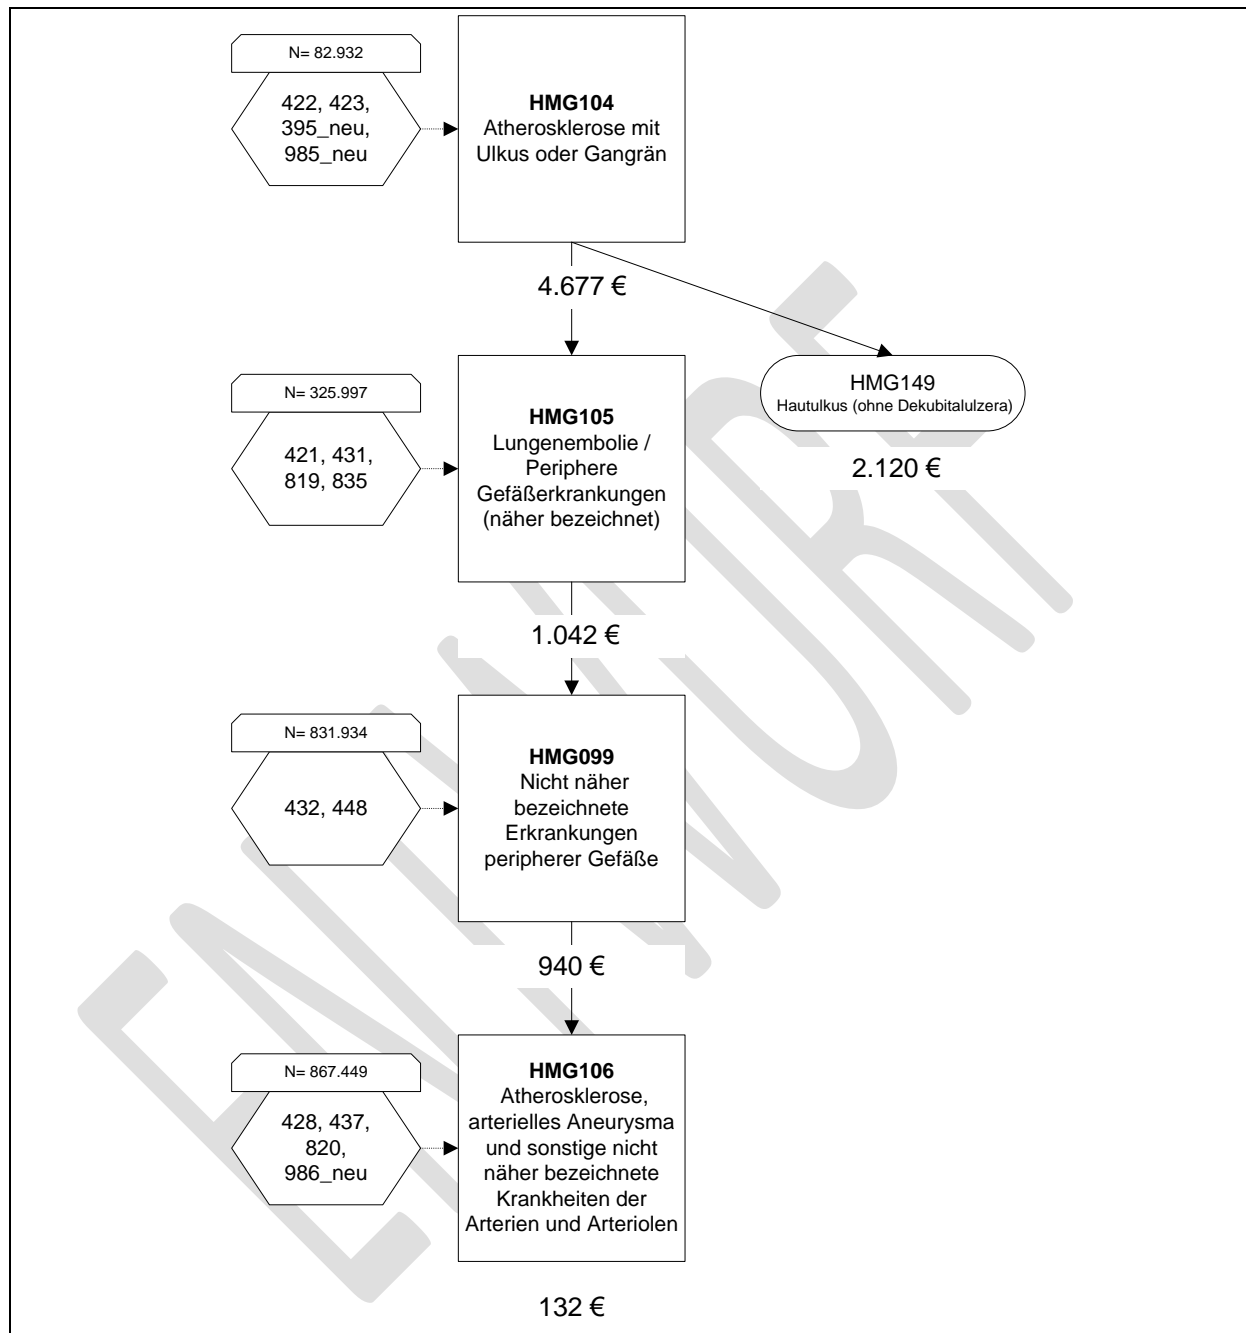 N= 82.932
422, 423,
395_neu,
985_neu
HMG104
Atherosklerose mit
Ulkus oder Gangrän
4.677 €
HMG149
Hautulkus (ohne Dekubitalulzera)
2.120 €
N= 325.997
421, 431,
819, 835
HMG105
Lungenembolie /
Periphere
Gefäßerkrankungen
(näher bezeichnet)
1.042 €
N= 831.934
432, 448
HMG099
Nicht näher
bezeichnete
Erkrankungen
peripherer Gefäße
940 €
N= 867.449
428, 437,
820,
986_neu
HMG106
Atherosklerose,
arterielles Aneurysma
und sonstige nicht
näher bezeichnete
Krankheiten der
Arterien und Arteriolen
132 €
ENTWURF